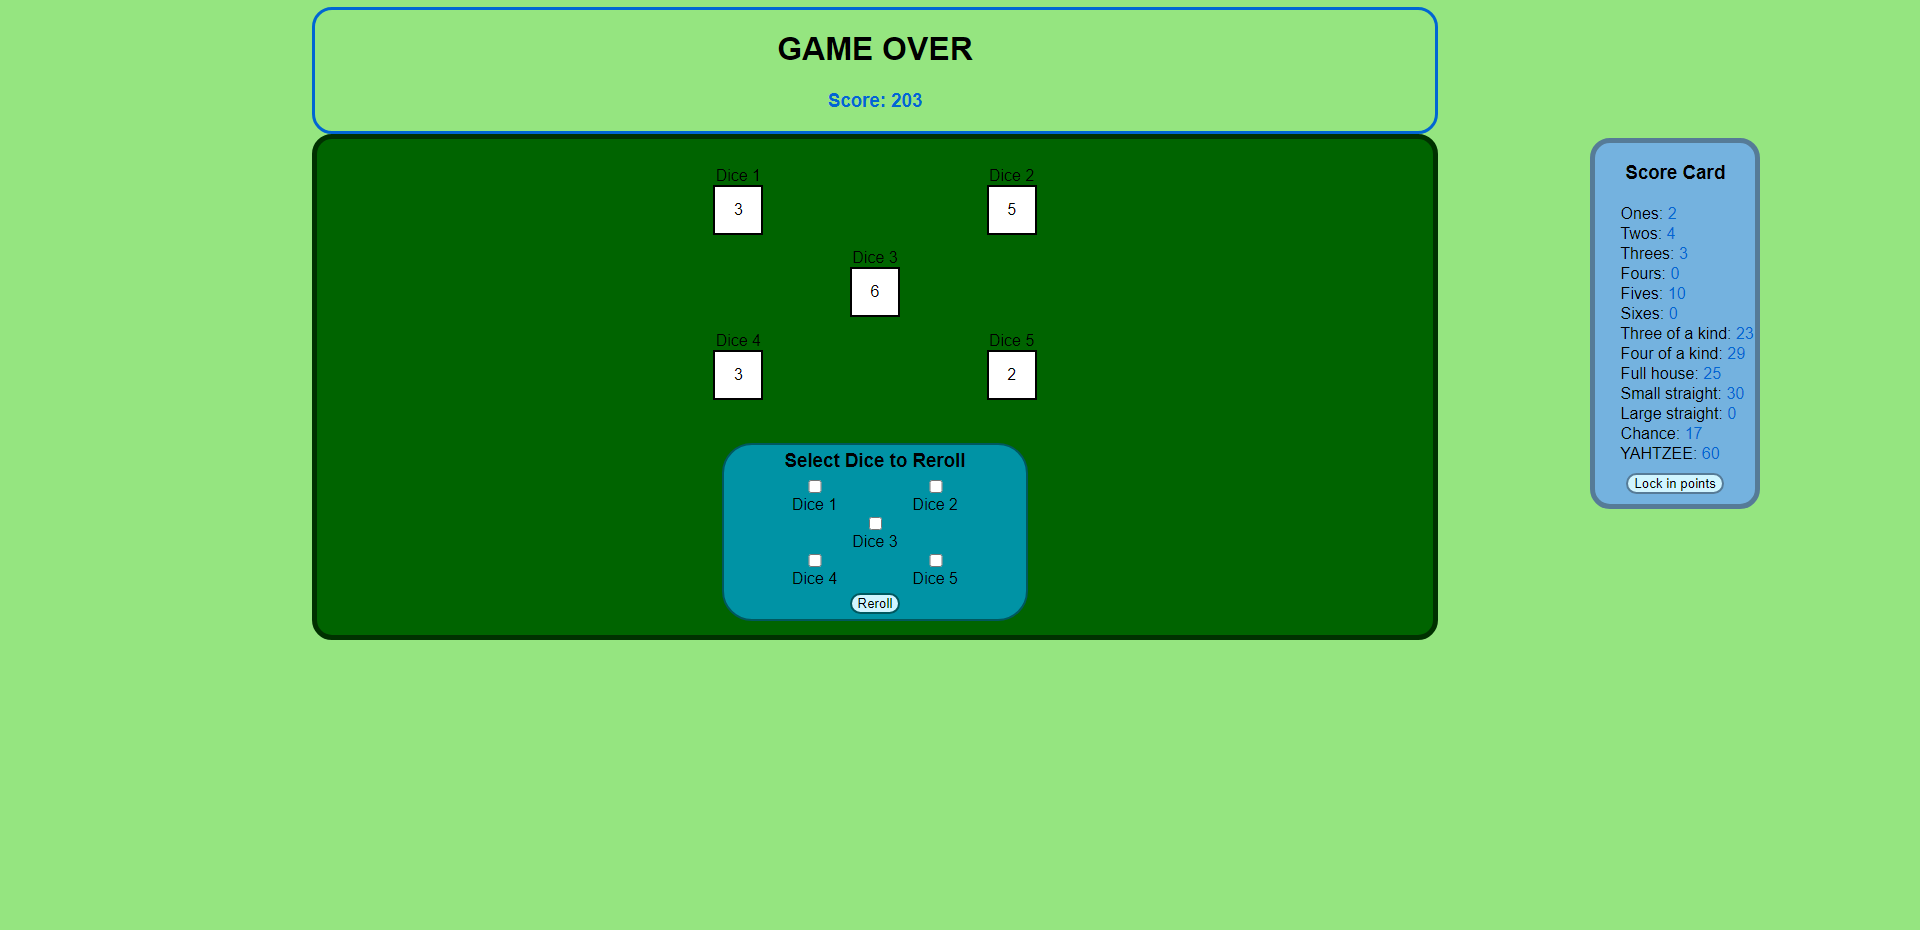 GAME OVER
Score: 203
Dice 1
3
Dice 2
5
Dice 3
6
Dice 4
3
Dice 5
2
Select Dice to Reroll
Dice 1
Dice 2
Dice 3
Dice 4
Dice 5
Reroll
Score Card
Ones: 2
Twos: 4
Threes: 3
Fours: 0
Fives: 10
Sixes: 0
Three of a kind: 23
Four of a kind: 29
Full house: 25
Small straight: 30
Large straight: 0
Chance: 17
YAHTZEE: 60
Lock in points